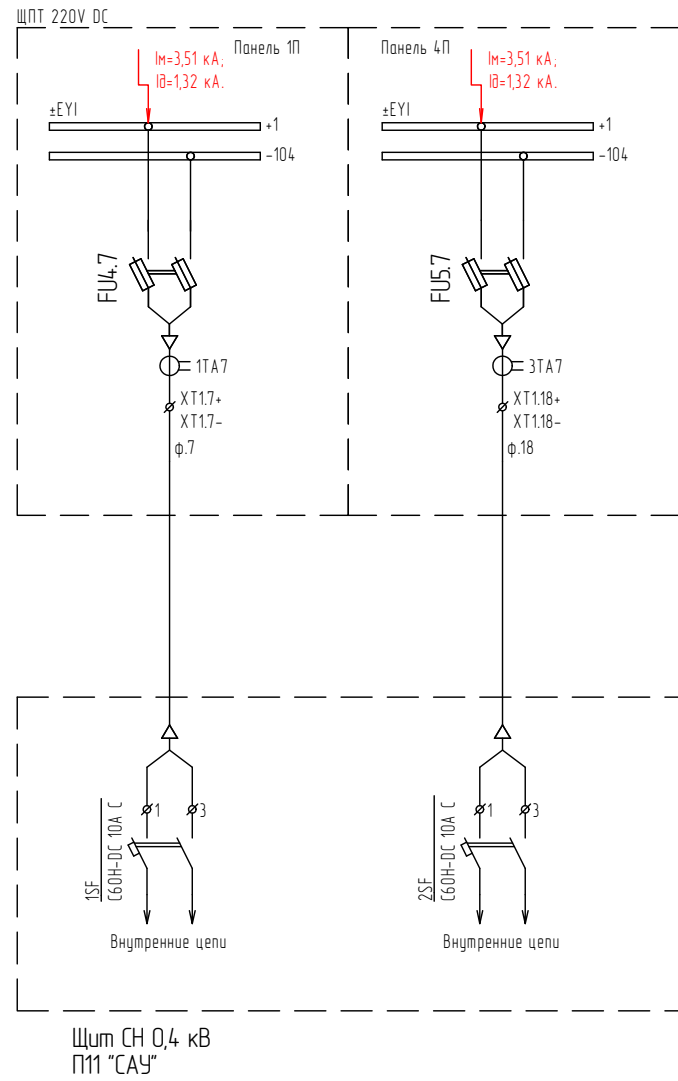 ЩПТ 220V DC
Панель 1П
Iм=3,51 кА;
Iд=1,32 кА.
±EYI
+1
-104
FU4.7
1TA7
XT1.7+
XT1.7-
ф.7
Панель 4П
Iм=3,51 кА;
Iд=1,32 кА.
±EYI
+1
-104
FU5.7
3TA7
XT1.18+
XT1.18-
ф.18
1
3
1SF
C60H-DC 10A C
Внутренние цепи
1
3
2SF
C60H-DC 10A C
Внутренние цепи
Щит СН 0,4 кВ
П11 "САУ"